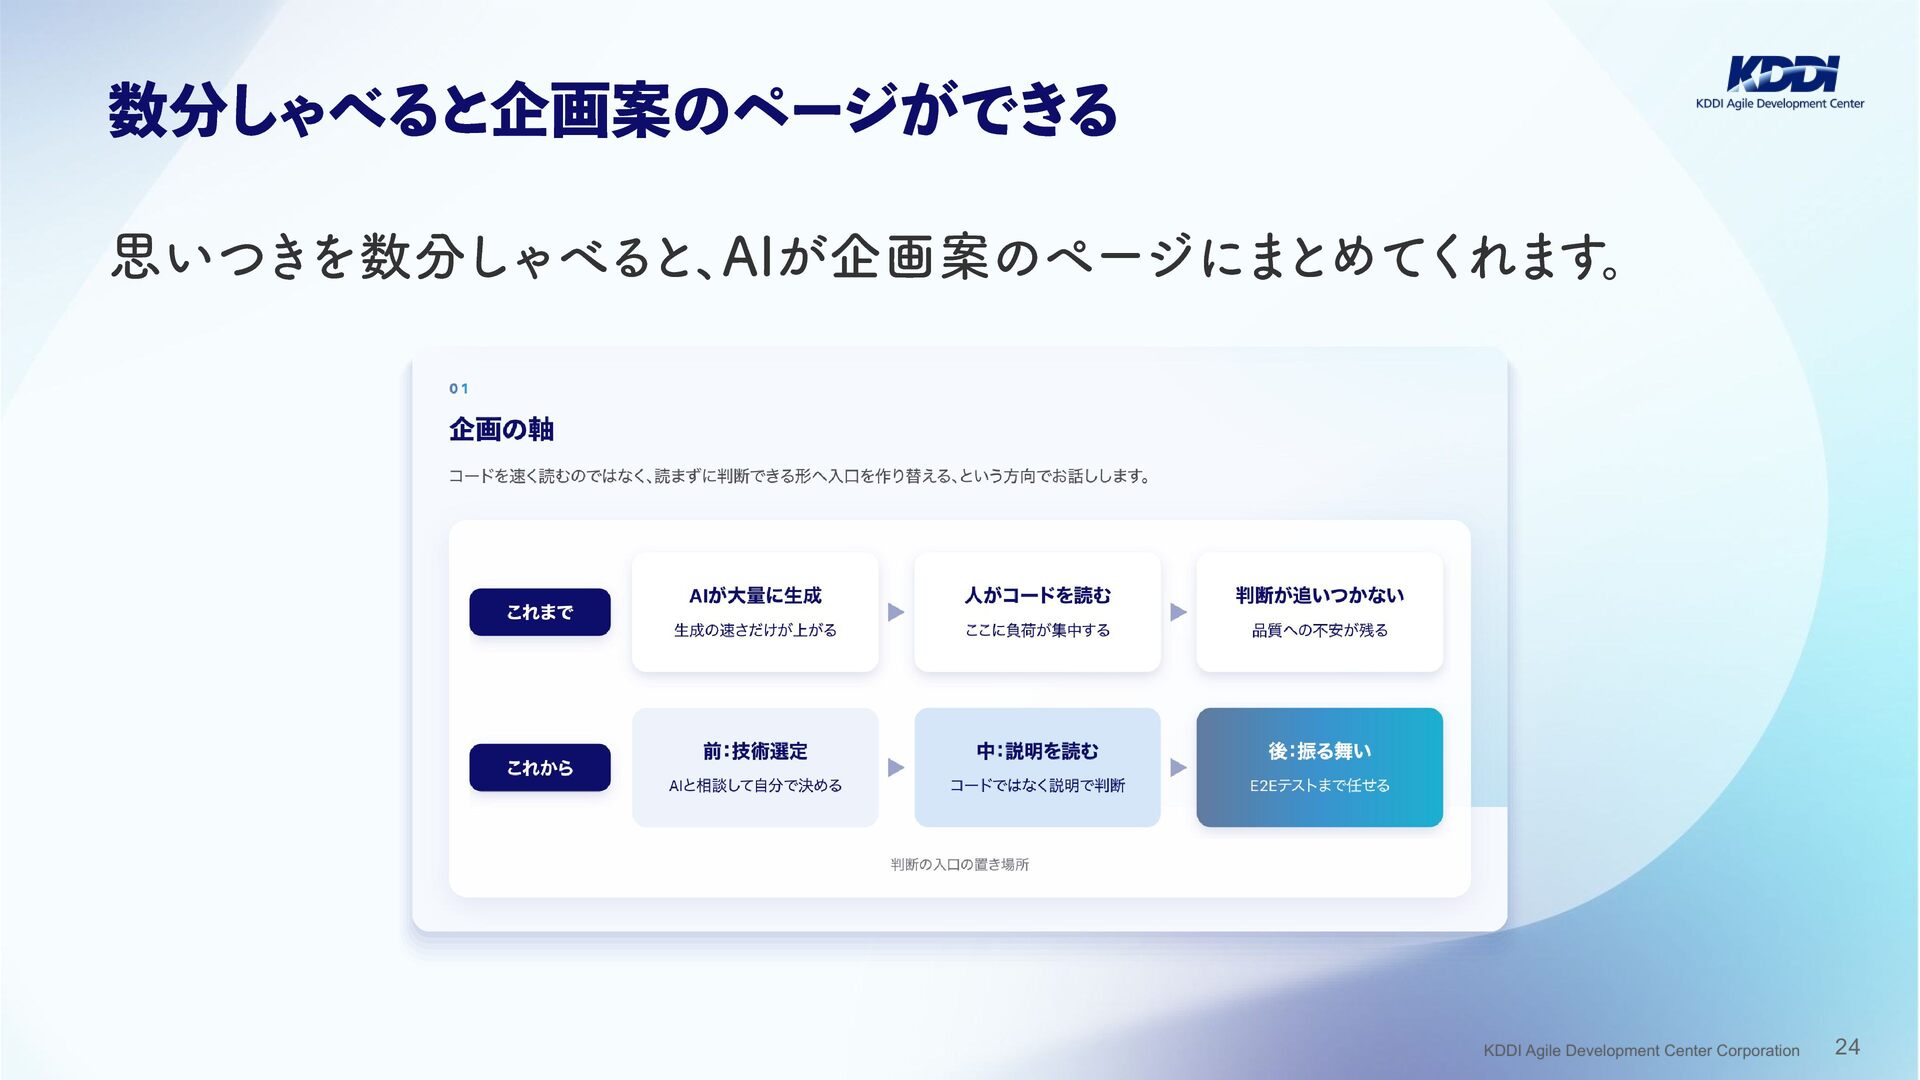 数分しゃべると企画案のページができる
KDDI
KDDI Agile Development Center
思いつきを数分しゃべると、AIが企画案のページにまとめてくれます。
01
企画の軸
コードを速く読むのではなく、読まずに判断できる形へ入口を作り替える、という方向でお話しします。
これまで
AIが大量に生成
生成の速さだけが上がる
人がコードを読む
ここに負荷が集中する
判断が追いつかない
品質への不安が残る
これから
前：技術選定
AIと相談して自分で決める
中：説明を読む
コードではなく説明で判断
後：振る舞い
E2Eテストまで任せる
判断の入口の置き場所
KDDI Agile Development Center Corporation
24